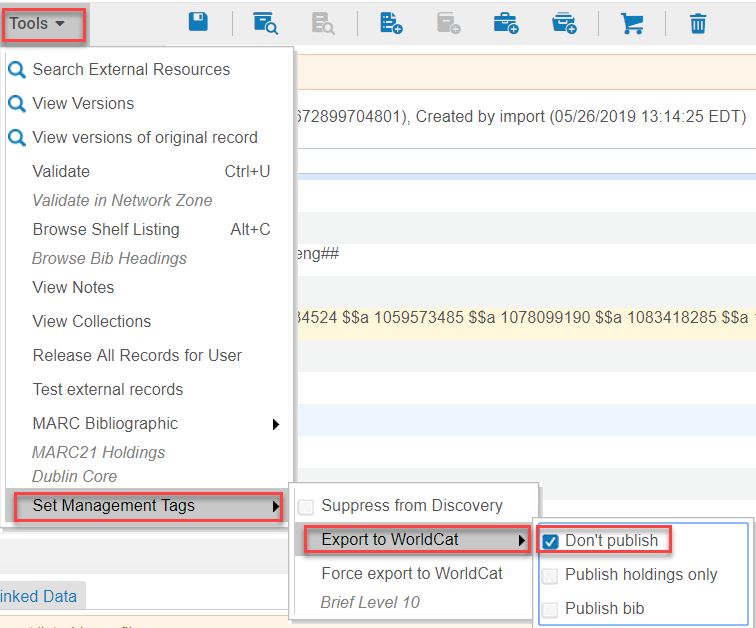 Tools
Search External Resources
View Versions
672899704801), Created by import (05/26/2019 13:14:25 EDT)
View versions of original record
Validate Ctrl+U
Validate in Network Zone
Browse Shelf Listing Alt+C
eng##
Browse Bib Headings
View Notes
View Collections
34524 $$a 1059573485 $$a 1078099190 $$a 1083418285 $$a
Release All Records for User
Test external records
MARC Bibliographic
MARC21 Holdings
Dublin Core
Set Management Tags
Suppress from Discovery
Export to WorldCat
Don't publish
Force export to WorldCat
Publish holdings only
Brief Level 10
Publish bib
inked Data